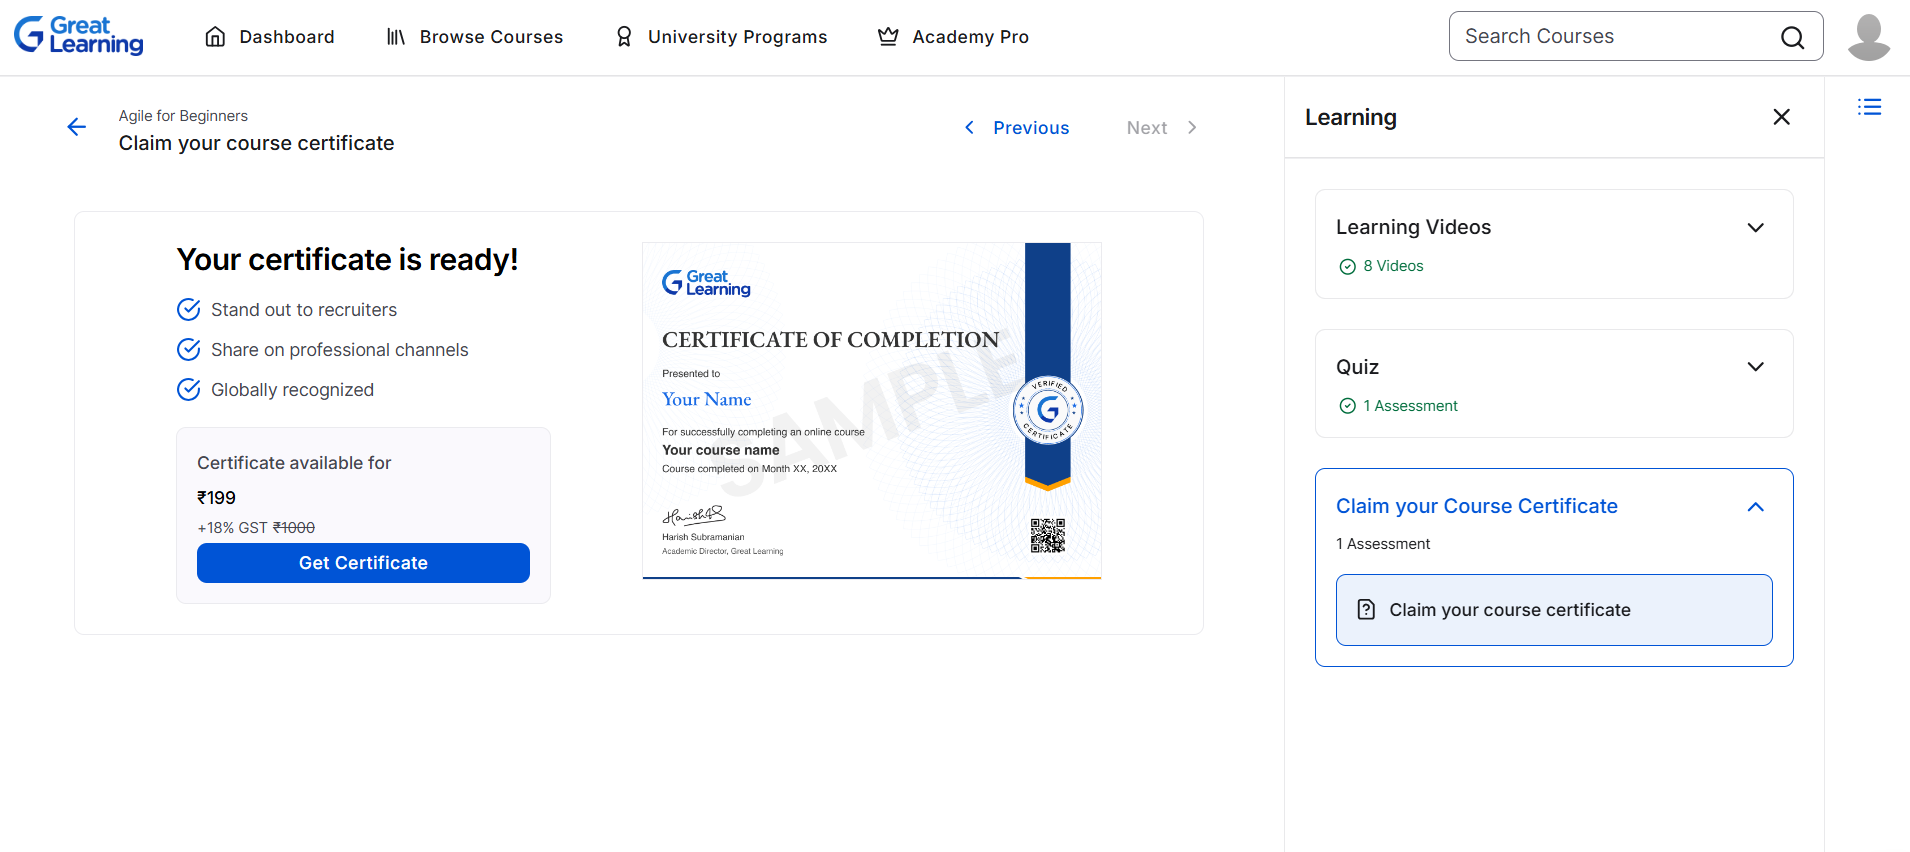 Great Learning
Dashboard
Browse Courses
University Programs
Academy Pro
Search Courses
Agile for Beginners
Claim your course certificate
Previous
Next
Your certificate is ready!
Stand out to recruiters
Share on professional channels
Globally recognized
Certificate available for
₹199
+18% GST ₹1000
Get Certificate
Great Learning
CERTIFICATE OF COMPLETION
Presented to
Your Name
For successfully completing an online course
Your course name
Course completed on Month XX, 20XX
Harish Subramanian
Academic Director, Great Learning
SAMPLE
VERIFIED
CERTIFICATE
Learning
Learning Videos
8 Videos
Quiz
1 Assessment
Claim your Course Certificate
1 Assessment
Claim your course certificate